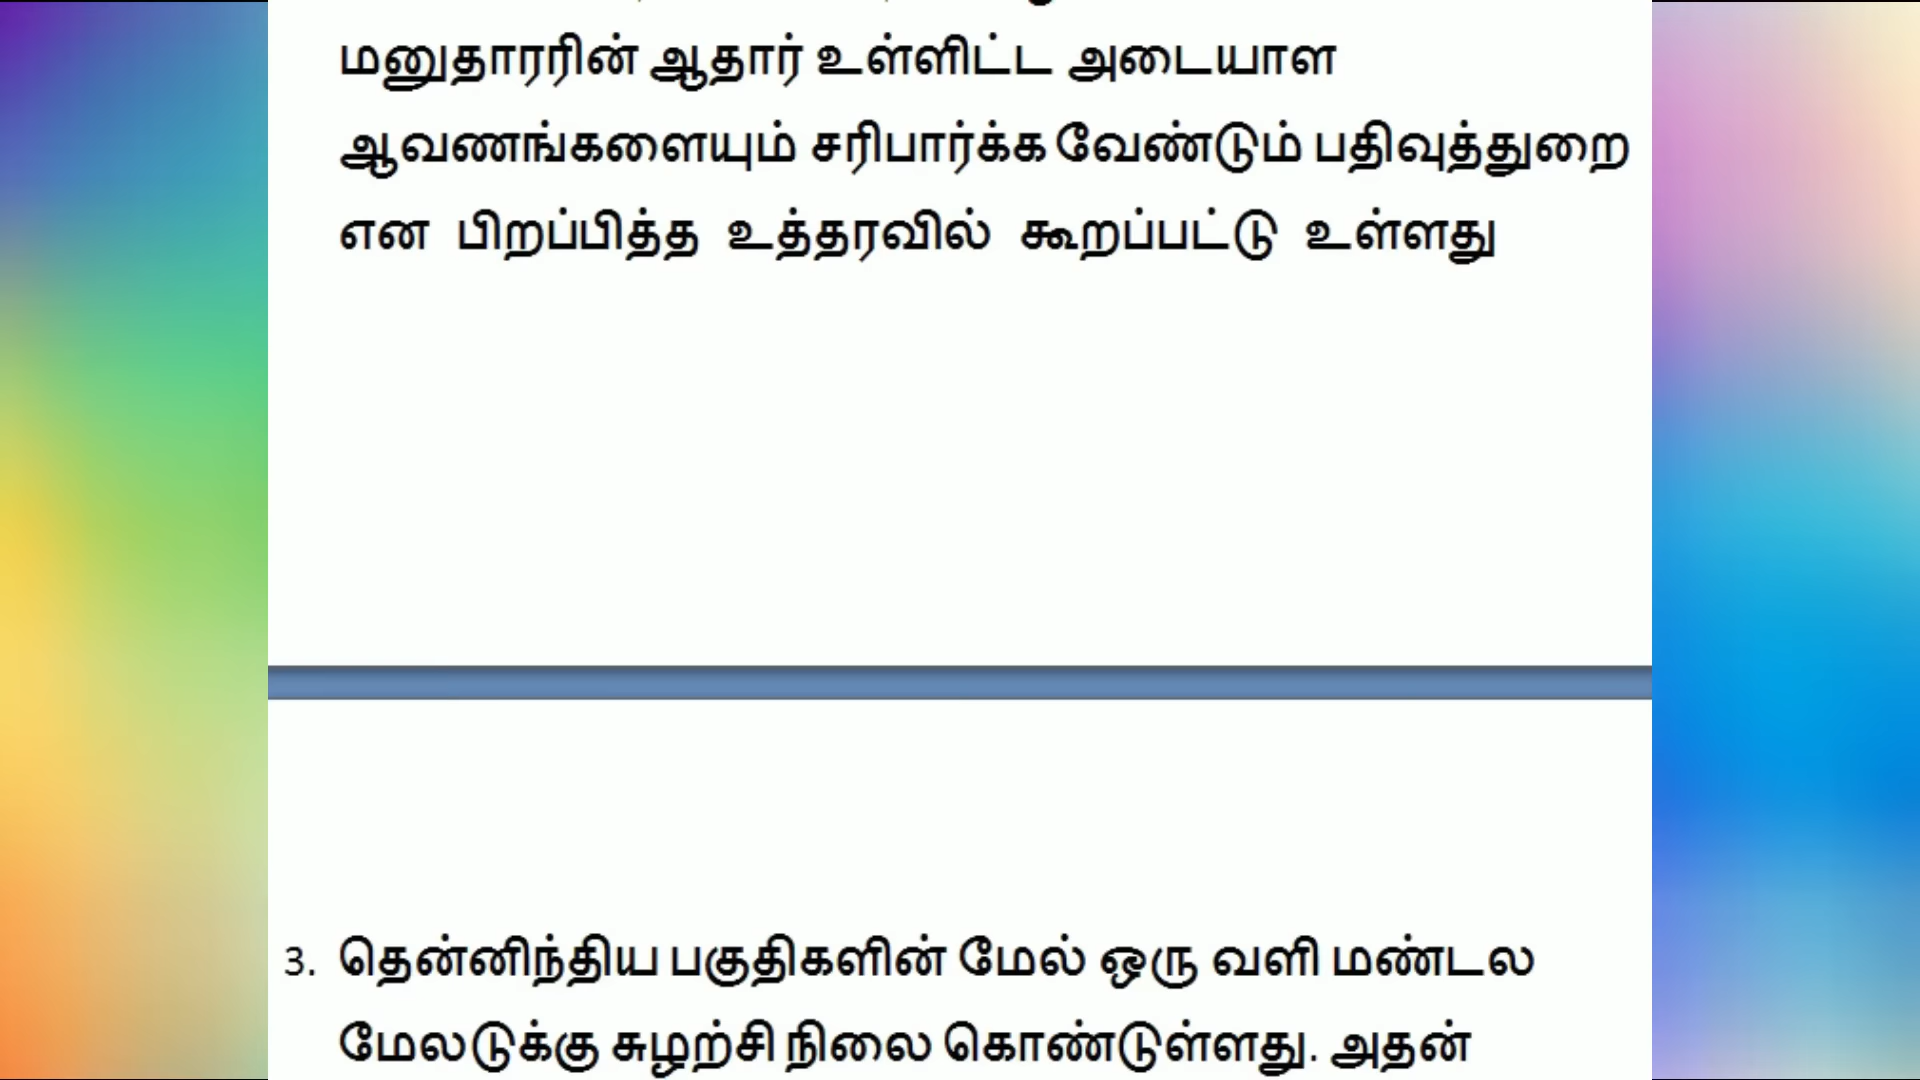 மனுதாரரின் ஆதார் உள்ளிட்ட அடையாள
ஆவணங்களையும் சரிபார்க்க வேண்டும் பதிவுத்துறை
என பிறப்பித்த உத்தரவில் கூறப்பட்டு உள்ளது
3. தென்னிந்திய பகுதிகளின் மேல் ஒரு வளி மண்டல
மேலடுக்கு சுழற்சி நிலை கொண்டுள்ளது. அதன்